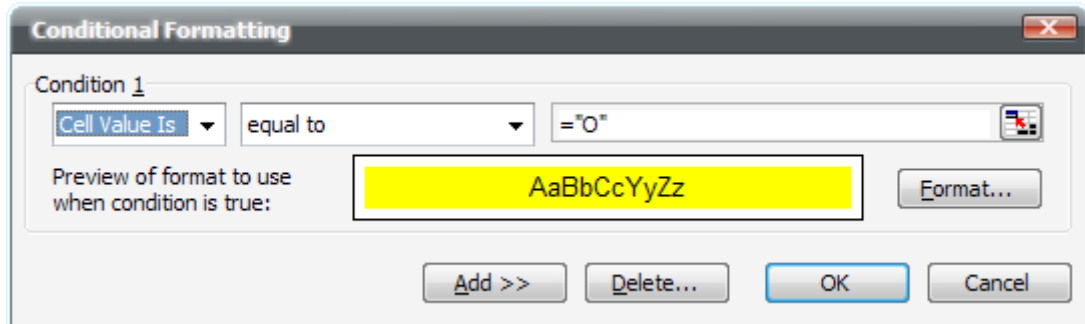 Conditional Formatting
Condition 1
Cell Value Is equal to ="O"
Preview of format to use
when condition is true:
AaBbCcYyZz
Format...
Add >> Delete... OK Cancel